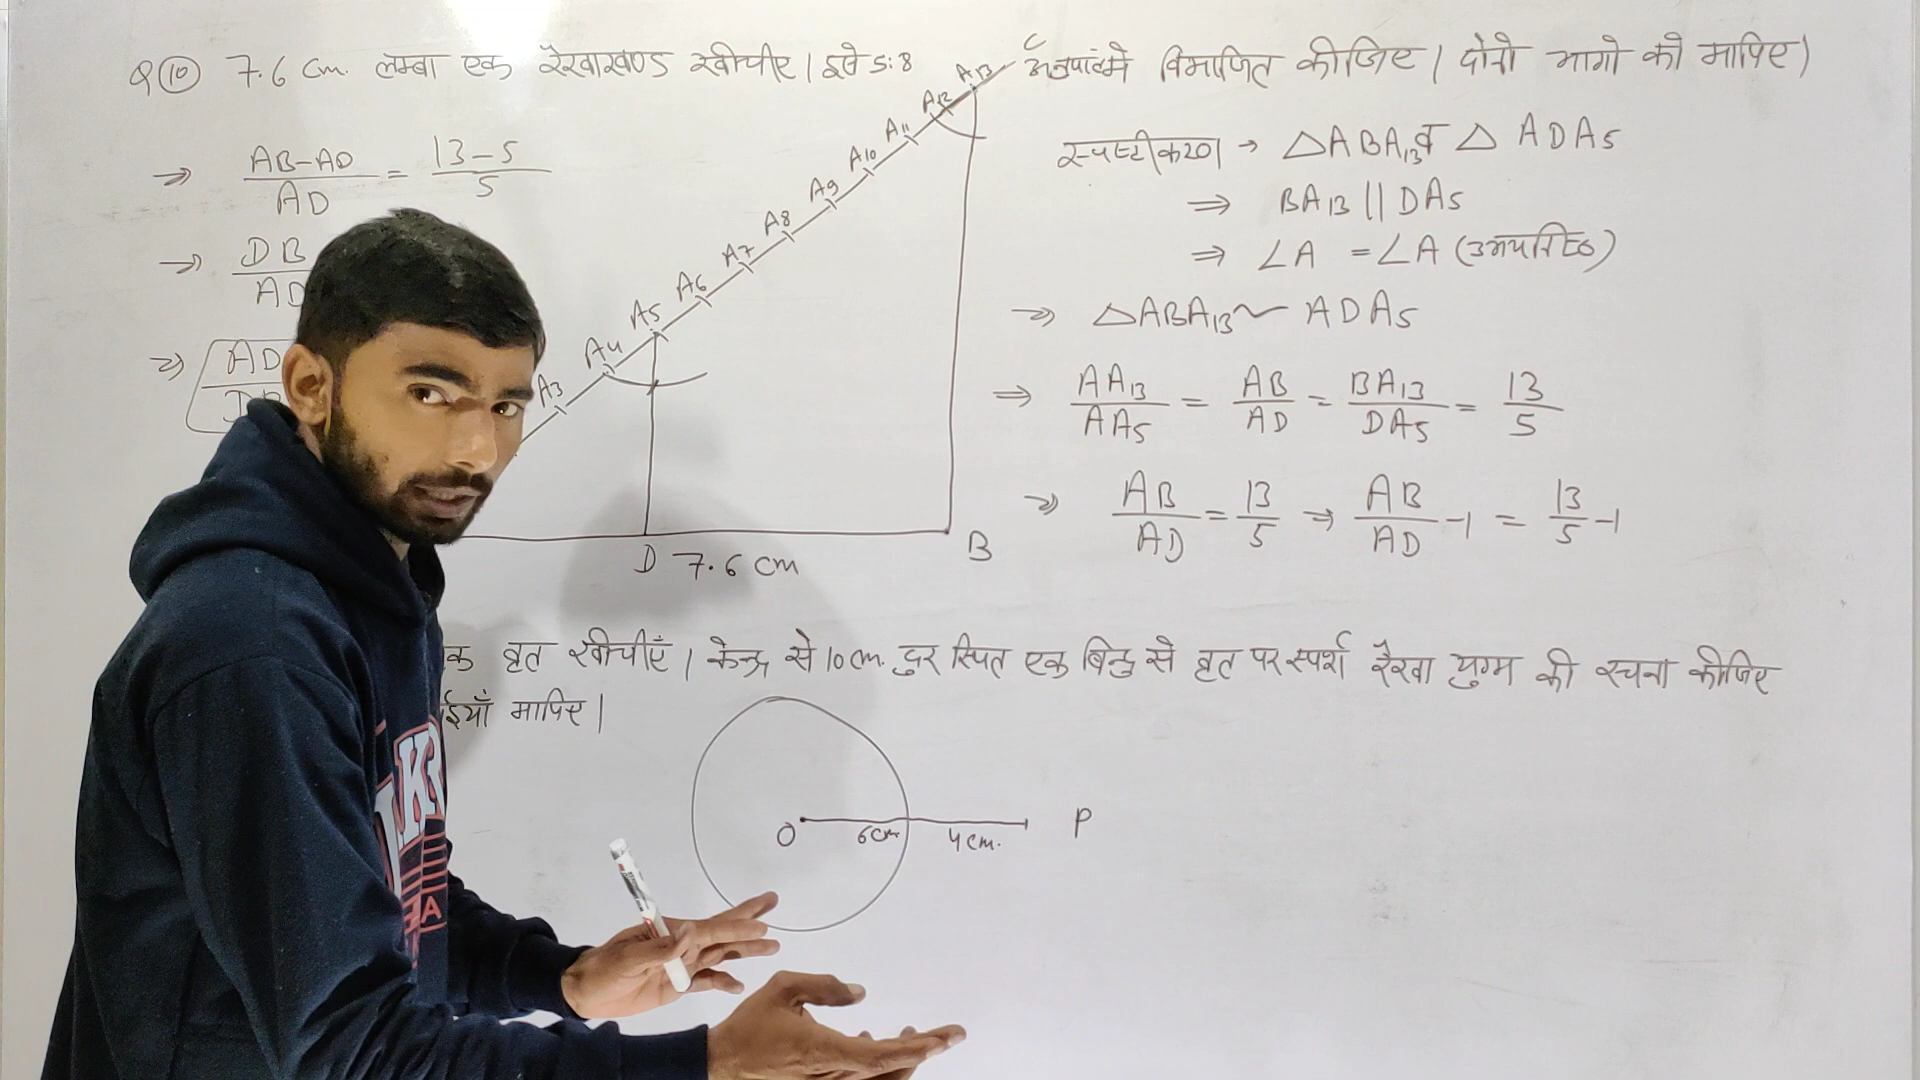 Q⑩ 7.6 cm. लम्बा एक रेखाखण्ड खीचीए। इसे 5:8 अनुपात में विभाजित कीजिए। दोनो भागो को मापिए)
⇒ AB-AD/AD = 13-5/5
⇒ DB
AD
⇒ AD
A3
A4
A5
A6
A7
A8
A9
A10
A11
A12
A13
C
D 7.6 cm
B
स्पष्टीकरण → △ABA13 व △ ADA5
⇒ BA13 || DA5
⇒ ∠A = ∠A (उभयनिष्ठ)
⇒ △ABA13 ~ ADA5
⇒ AA13/AA5 = AB/AD = BA13/DA5 = 13/5
⇒ AB/AD = 13/5 ⇒ AB/AD -1 = 13/5 -1
क वृत खीचीएँ। केन्द्र से 10cm. दुर स्थित एक बिन्दु से वृत पर स्पर्श रेखा युग्म की रचना कीजिए
ईयाँ मापिए।
O 6cm 4cm. P
K
A